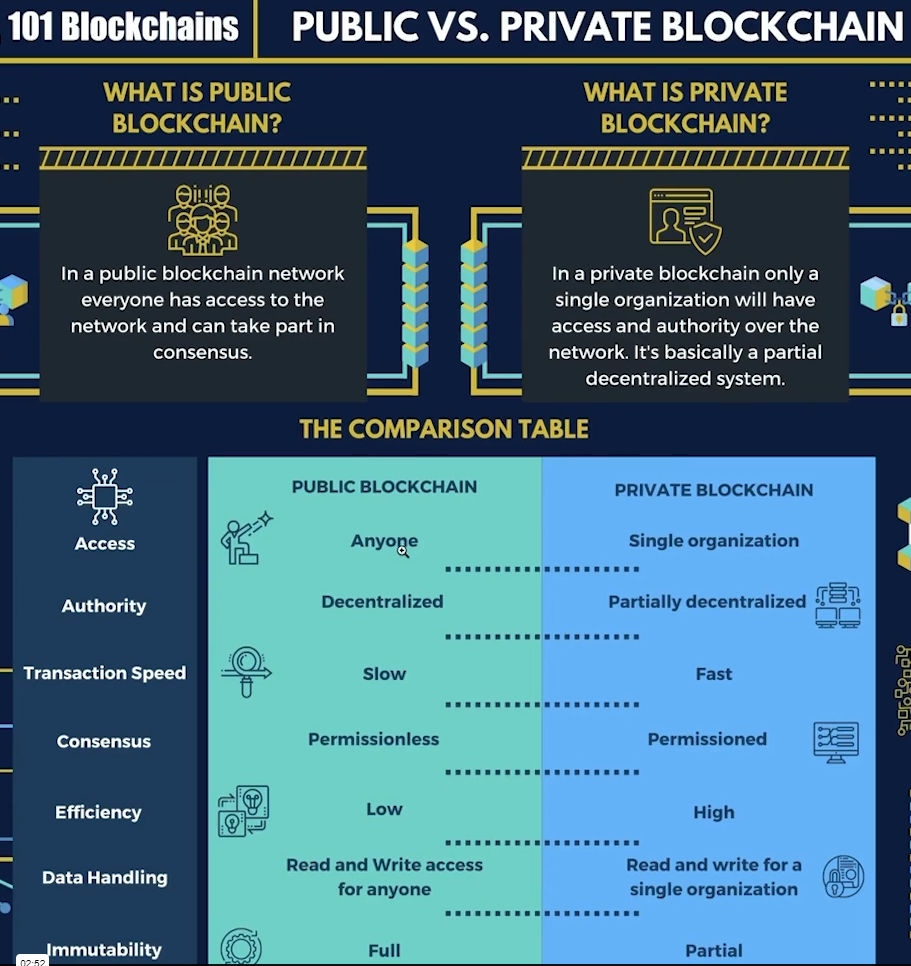 101 Blockchains
PUBLIC VS. PRIVATE BLOCKCHAIN
WHAT IS PUBLIC
BLOCKCHAIN?
In a public blockchain network
everyone has access to the
network and can take part in
consensus.
WHAT IS PRIVATE
BLOCKCHAIN?
In a private blockchain only a
single organization will have
access and authority over the
network. It's basically a partial
decentralized system.
THE COMPARISON TABLE
PUBLIC BLOCKCHAIN
PRIVATE BLOCKCHAIN
Access
Anyone
Single organization
Authority
Decentralized
Partially decentralized
Transaction Speed
Slow
Fast
Consensus
Permissionless
Permissioned
Efficiency
Low
High
Data Handling
Read and Write access
for anyone
Read and write for a
single organization
Immutability
Full
Partial
02:52